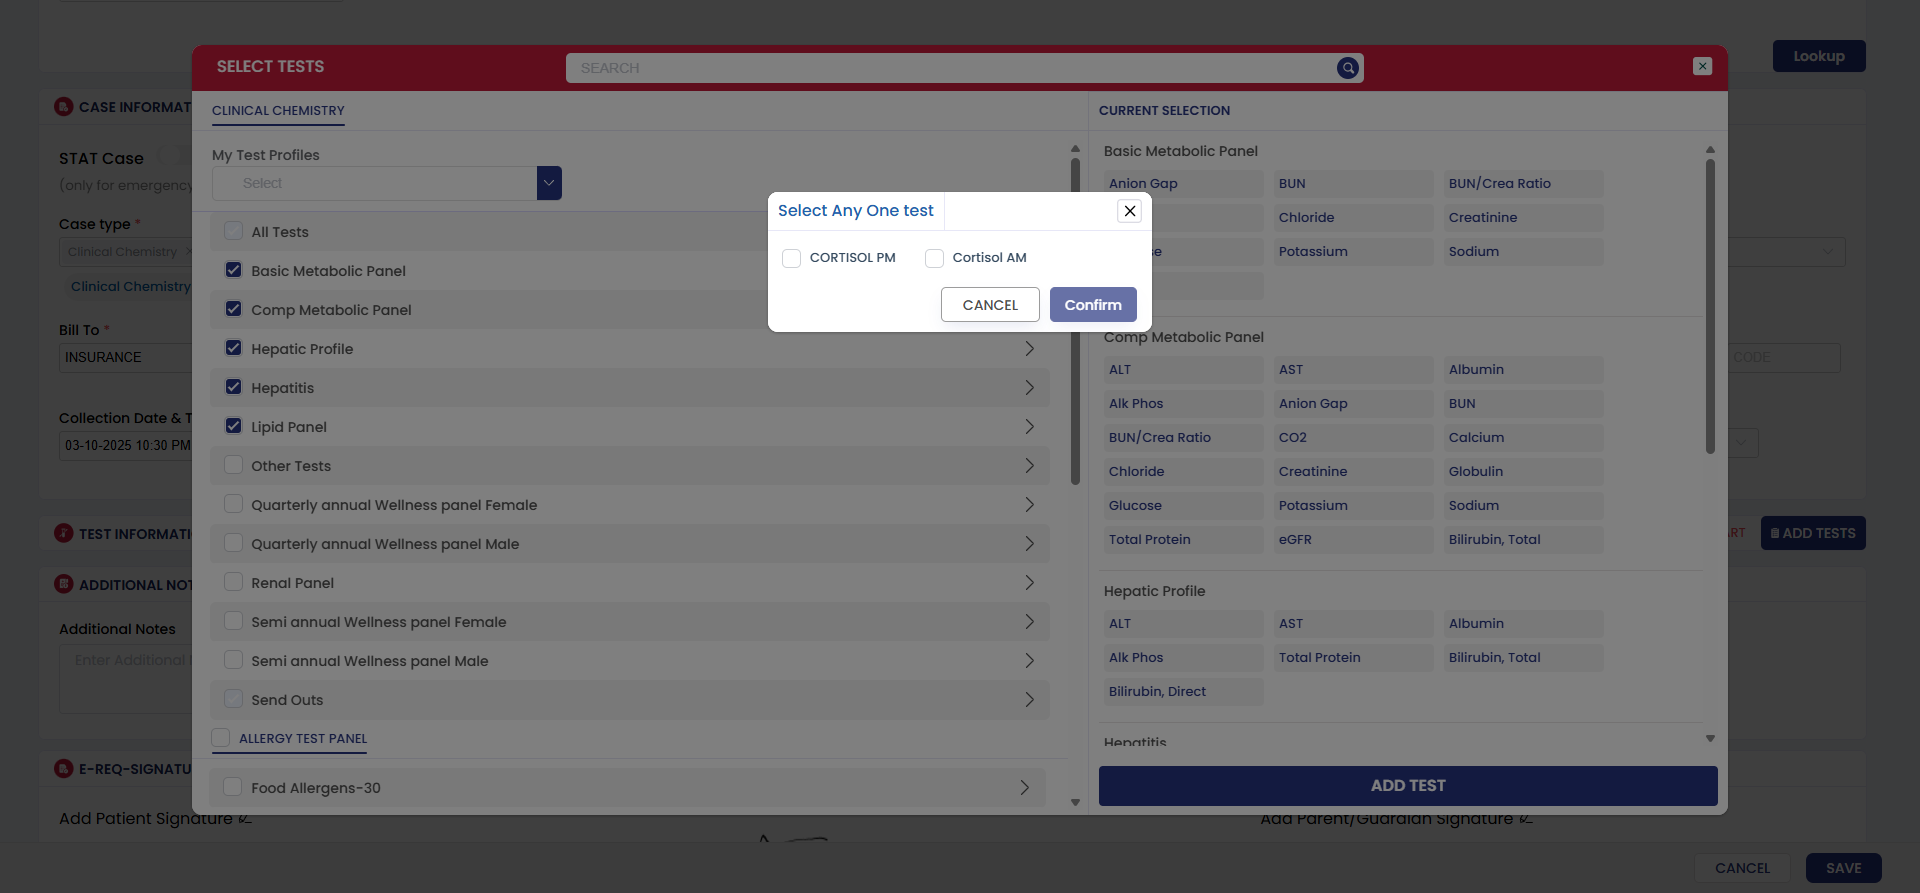 Lookup
SELECT TESTS
SEARCH
CASE INFORMAT
CLINICAL CHEMISTRY
CURRENT SELECTION
STAT Case
(only for emergency
My Test Profiles
Select
Case type *
Clinical Chemistry ×
Clinical Chemistry
Bill To *
INSURANCE
CODE
Collection Date & T
03-10-2025 10:30 PM
All Tests
Basic Metabolic Panel
Comp Metabolic Panel
Hepatic Profile
Hepatitis
Lipid Panel
Other Tests
Quarterly annual Wellness panel Female
Quarterly annual Wellness panel Male
Renal Panel
Semi annual Wellness panel Female
Semi annual Wellness panel Male
Send Outs
ALLERGY TEST PANEL
Food Allergens-30
Select Any One test
CORTISOL PM
Cortisol AM
CANCEL
Confirm
Basic Metabolic Panel
Anion Gap
BUN
BUN/Crea Ratio
Chloride
Creatinine
se
Potassium
Sodium
Comp Metabolic Panel
ALT
AST
Albumin
Alk Phos
Anion Gap
BUN
BUN/Crea Ratio
CO2
Calcium
Chloride
Creatinine
Globulin
Glucose
Potassium
Sodium
Total Protein
eGFR
Bilirubin, Total
Hepatic Profile
ALT
AST
Albumin
Alk Phos
Total Protein
Bilirubin, Total
Bilirubin, Direct
Hepatitis
ADD TEST
TEST INFORMATI
RT
ADD TESTS
ADDITIONAL NOT
Additional Notes
Enter Additional
E-REQ-SIGNATU
Add Patient Signature
Add Parent/Guardian Signature
CANCEL
SAVE